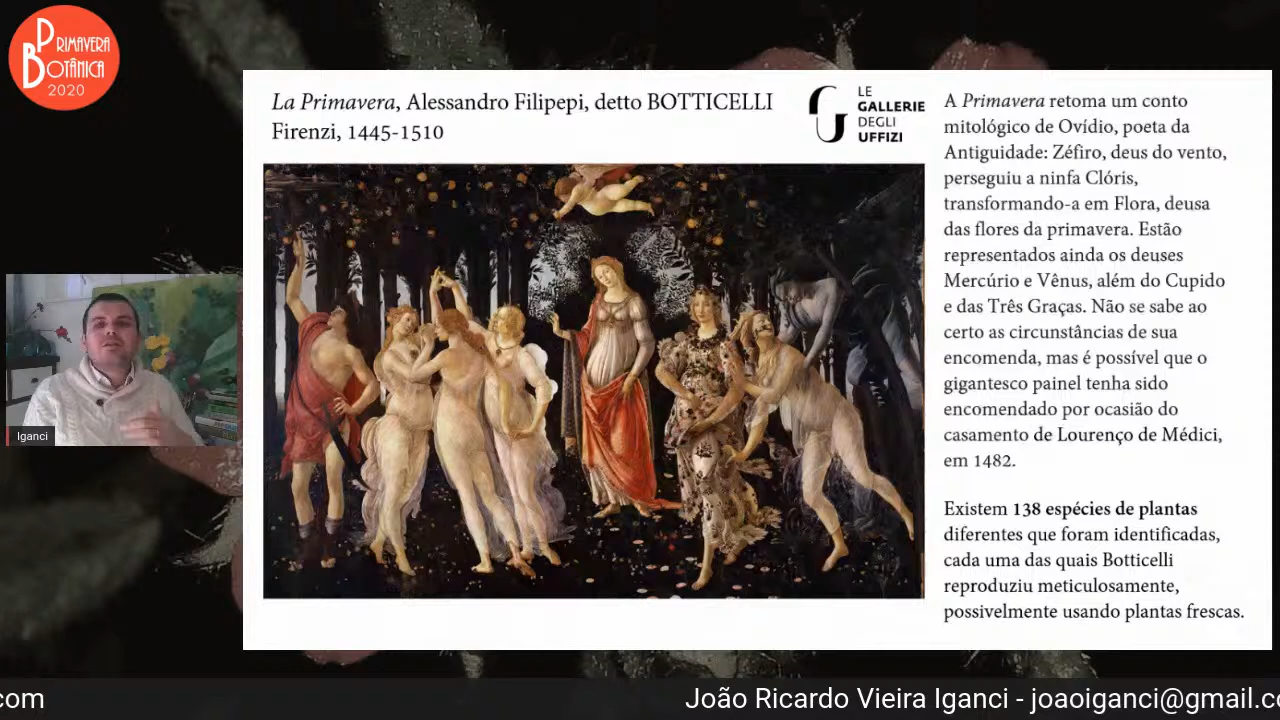 PRIMAVERA
BOTÂNICA
2020
La Primavera, Alessandro Filipepi, detto BOTTICELLI
Firenzi, 1445-1510
LE
GALLERIE
DEGLI
UFFIZI
A Primavera retoma um conto
mitológico de Ovídio, poeta da
Antiguidade: Zéfiro, deus do vento,
perseguiu a ninfa Clóris,
transformando-a em Flora, deusa
das flores da primavera. Estão
representados ainda os deuses
Mercúrio e Vênus, além do Cupido
e das Três Graças. Não se sabe ao
certo as circunstâncias de sua
encomenda, mas é possível que o
gigantesco painel tenha sido
encomendado por ocasião do
casamento de Lourenço de Médici,
em 1482.
Existem 138 espécies de plantas
diferentes que foram identificadas,
cada uma das quais Botticelli
reproduziu meticulosamente,
possivelmente usando plantas frescas.
Iganci
.com
João Ricardo Vieira Iganci - joaoiganci@gmail.co